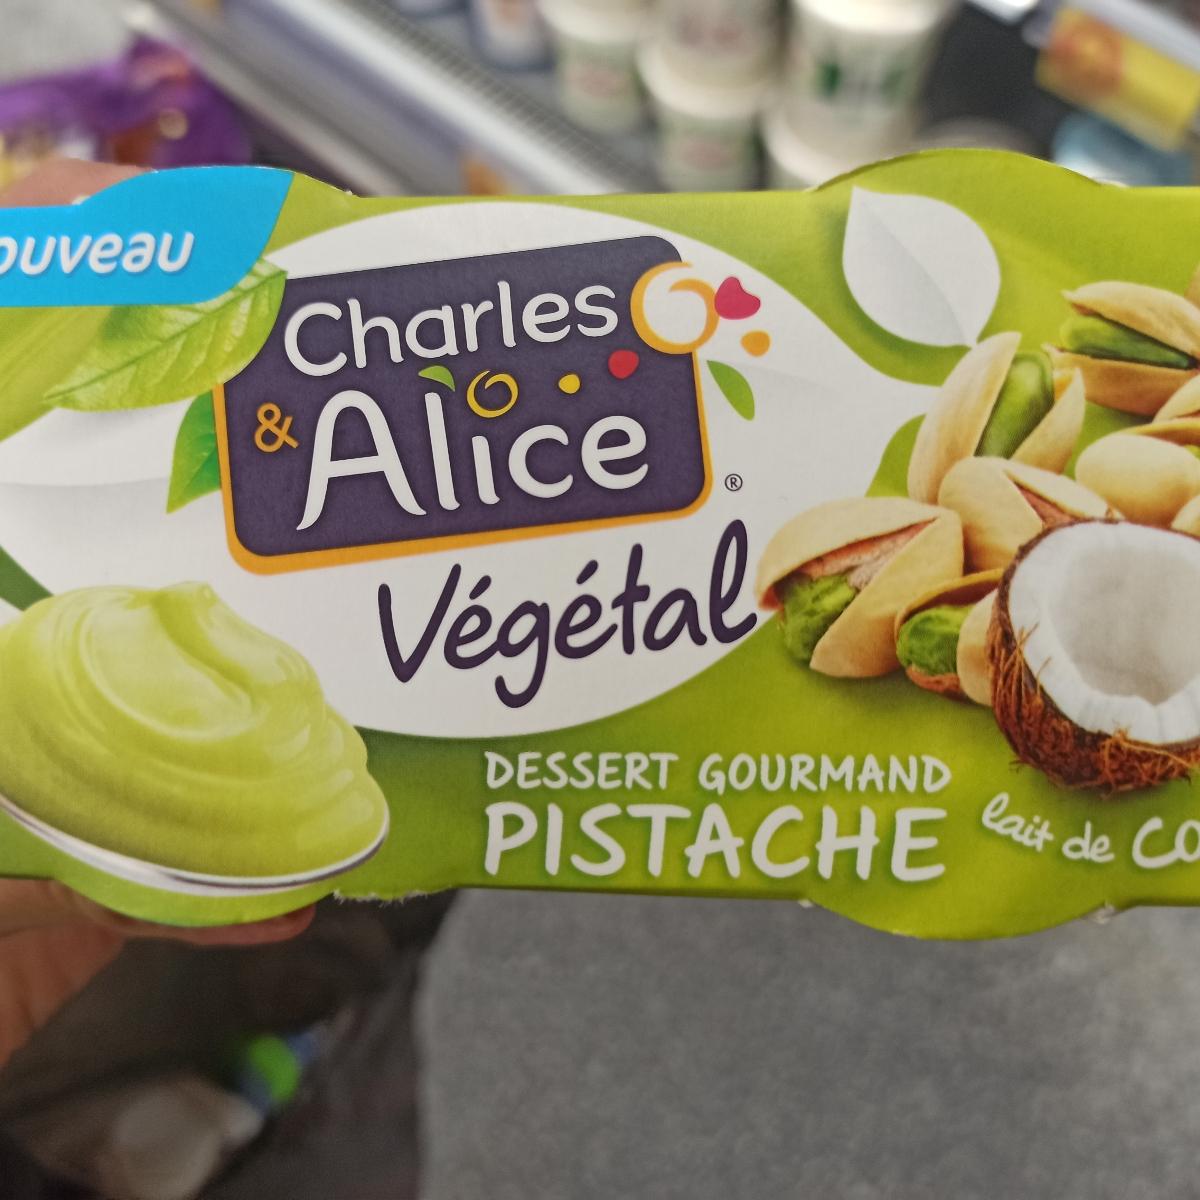 ouveau
Charles
& Alice
®
Végétal
DESSERT GOURMAND
PISTACHE
lait de CO